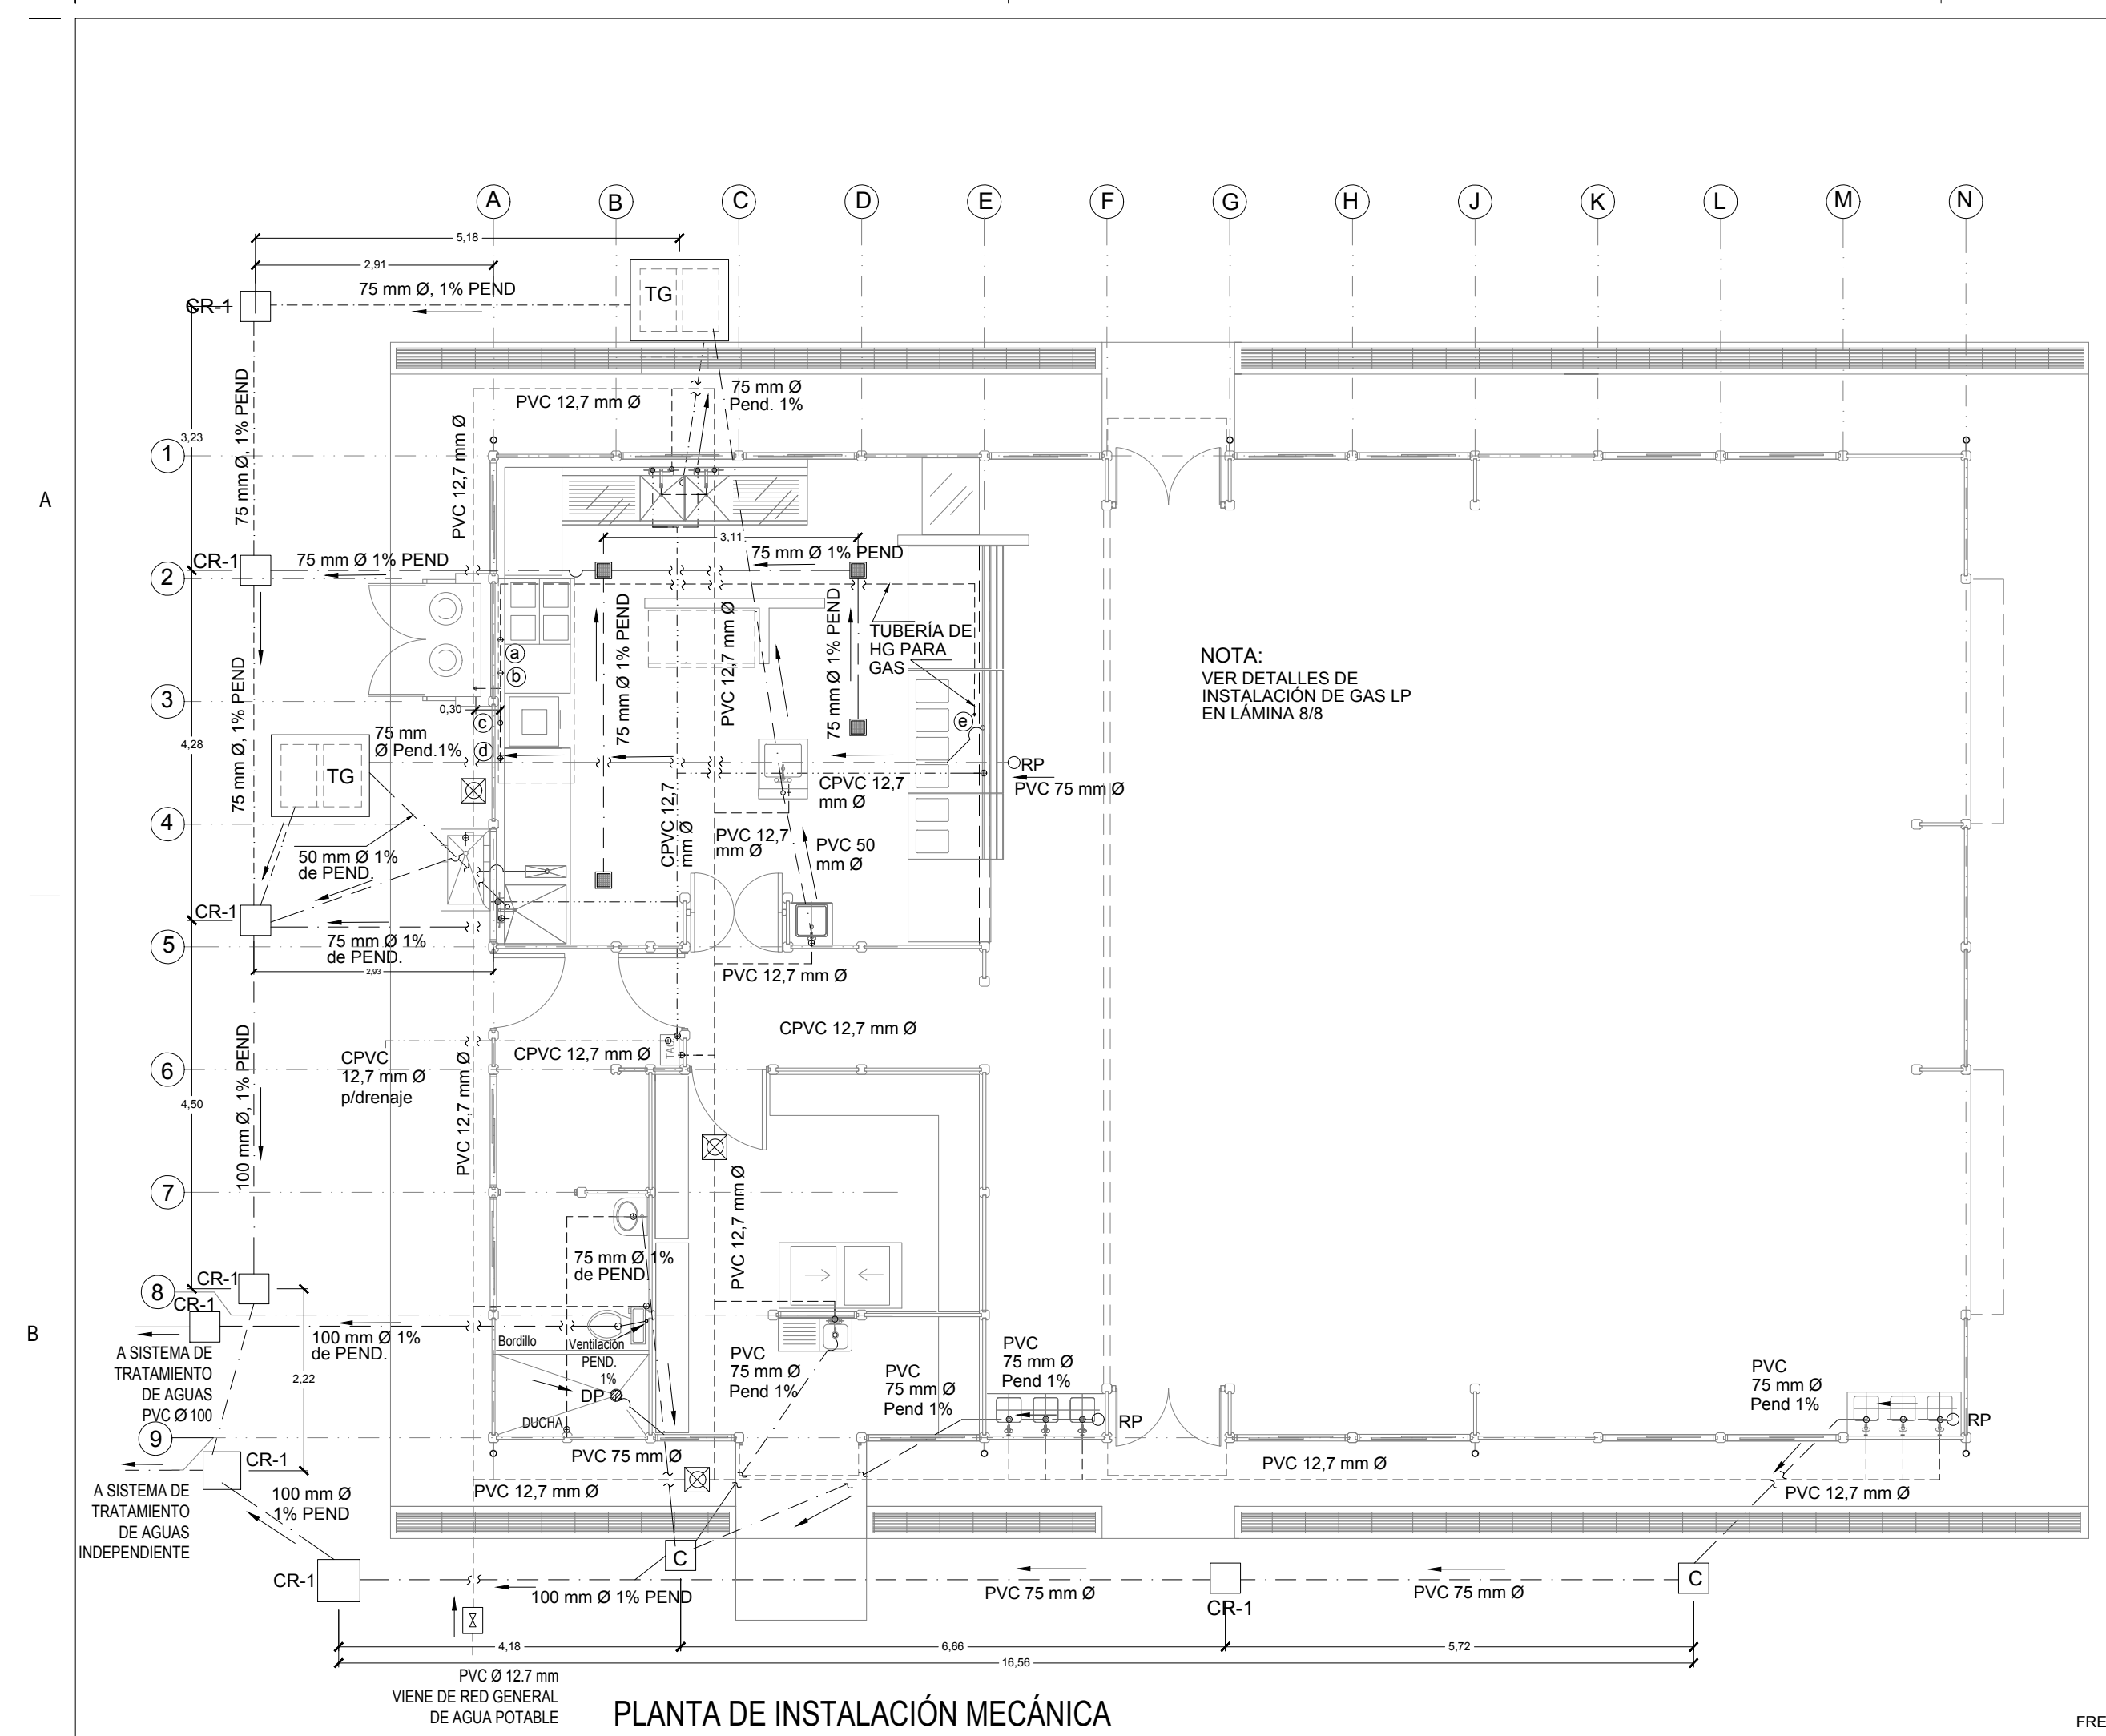 A
B
C
D
E
F
G
H
J
K
L
M
N
5,18
2,91
75 mm Ø, 1% PEND
TG
CR-1
75 mm Ø, 1% PEND
3,23
PVC 12,7 mm Ø
75 mm Ø
Pend. 1%
PVC 12,7 mm Ø
1
A
CR-1
75 mm Ø 1% PEND
2
3,11
75 mm Ø 1% PEND
75 mm Ø 1% PEND
PVC 12,7 mm Ø
75 mm Ø 1% PEND
TUBERÍA DE
HG PARA
GAS
a
b
c
d
e
0,30
NOTA:
VER DETALLES DE
INSTALACIÓN DE GAS LP
EN LÁMINA 8/8
3
75 mm Ø, 1% PEND
4,28
75 mm
Ø Pend.1%
TG
RP
PVC 75 mm Ø
CPVC 12,7
mm Ø
CPVC 12,7
mm Ø
PVC 12,7
mm Ø
PVC 50
mm Ø
4
50 mm Ø 1%
de PEND.
CR-1
75 mm Ø 1%
de PEND.
5
2,93
PVC 12,7 mm Ø
CPVC 12,7 mm Ø
CPVC 12,7 mm Ø
TAC
CPVC
12,7 mm Ø
p/drenaje
6
100 mm Ø, 1% PEND
4,50
PVC 12,7 mm Ø
7
PVC 12,7 mm Ø
75 mm Ø 1%
de PEND.
CR-1
8
CR-1
100 mm Ø 1%
de PEND.
Bordillo
Ventilación
PEND.
1%
DP
DUCHA
B
A SISTEMA DE
TRATAMIENTO
DE AGUAS
PVC Ø 100
2,22
PVC
75 mm Ø
Pend 1%
PVC
75 mm Ø
Pend 1%
PVC
75 mm Ø
Pend 1%
RP
PVC
75 mm Ø
Pend 1%
RP
9
CR-1
PVC 75 mm Ø
PVC 12,7 mm Ø
PVC 12,7 mm Ø
PVC 12,7 mm Ø
A SISTEMA DE
TRATAMIENTO
DE AGUAS
INDEPENDIENTE
100 mm Ø
1% PEND
CR-1
C
100 mm Ø 1% PEND
PVC 75 mm Ø
CR-1
PVC 75 mm Ø
C
4,18
6,66
5,72
16,56
PVC Ø 12.7 mm
VIENE DE RED GENERAL
DE AGUA POTABLE
PLANTA DE INSTALACIÓN MECÁNICA
FRE